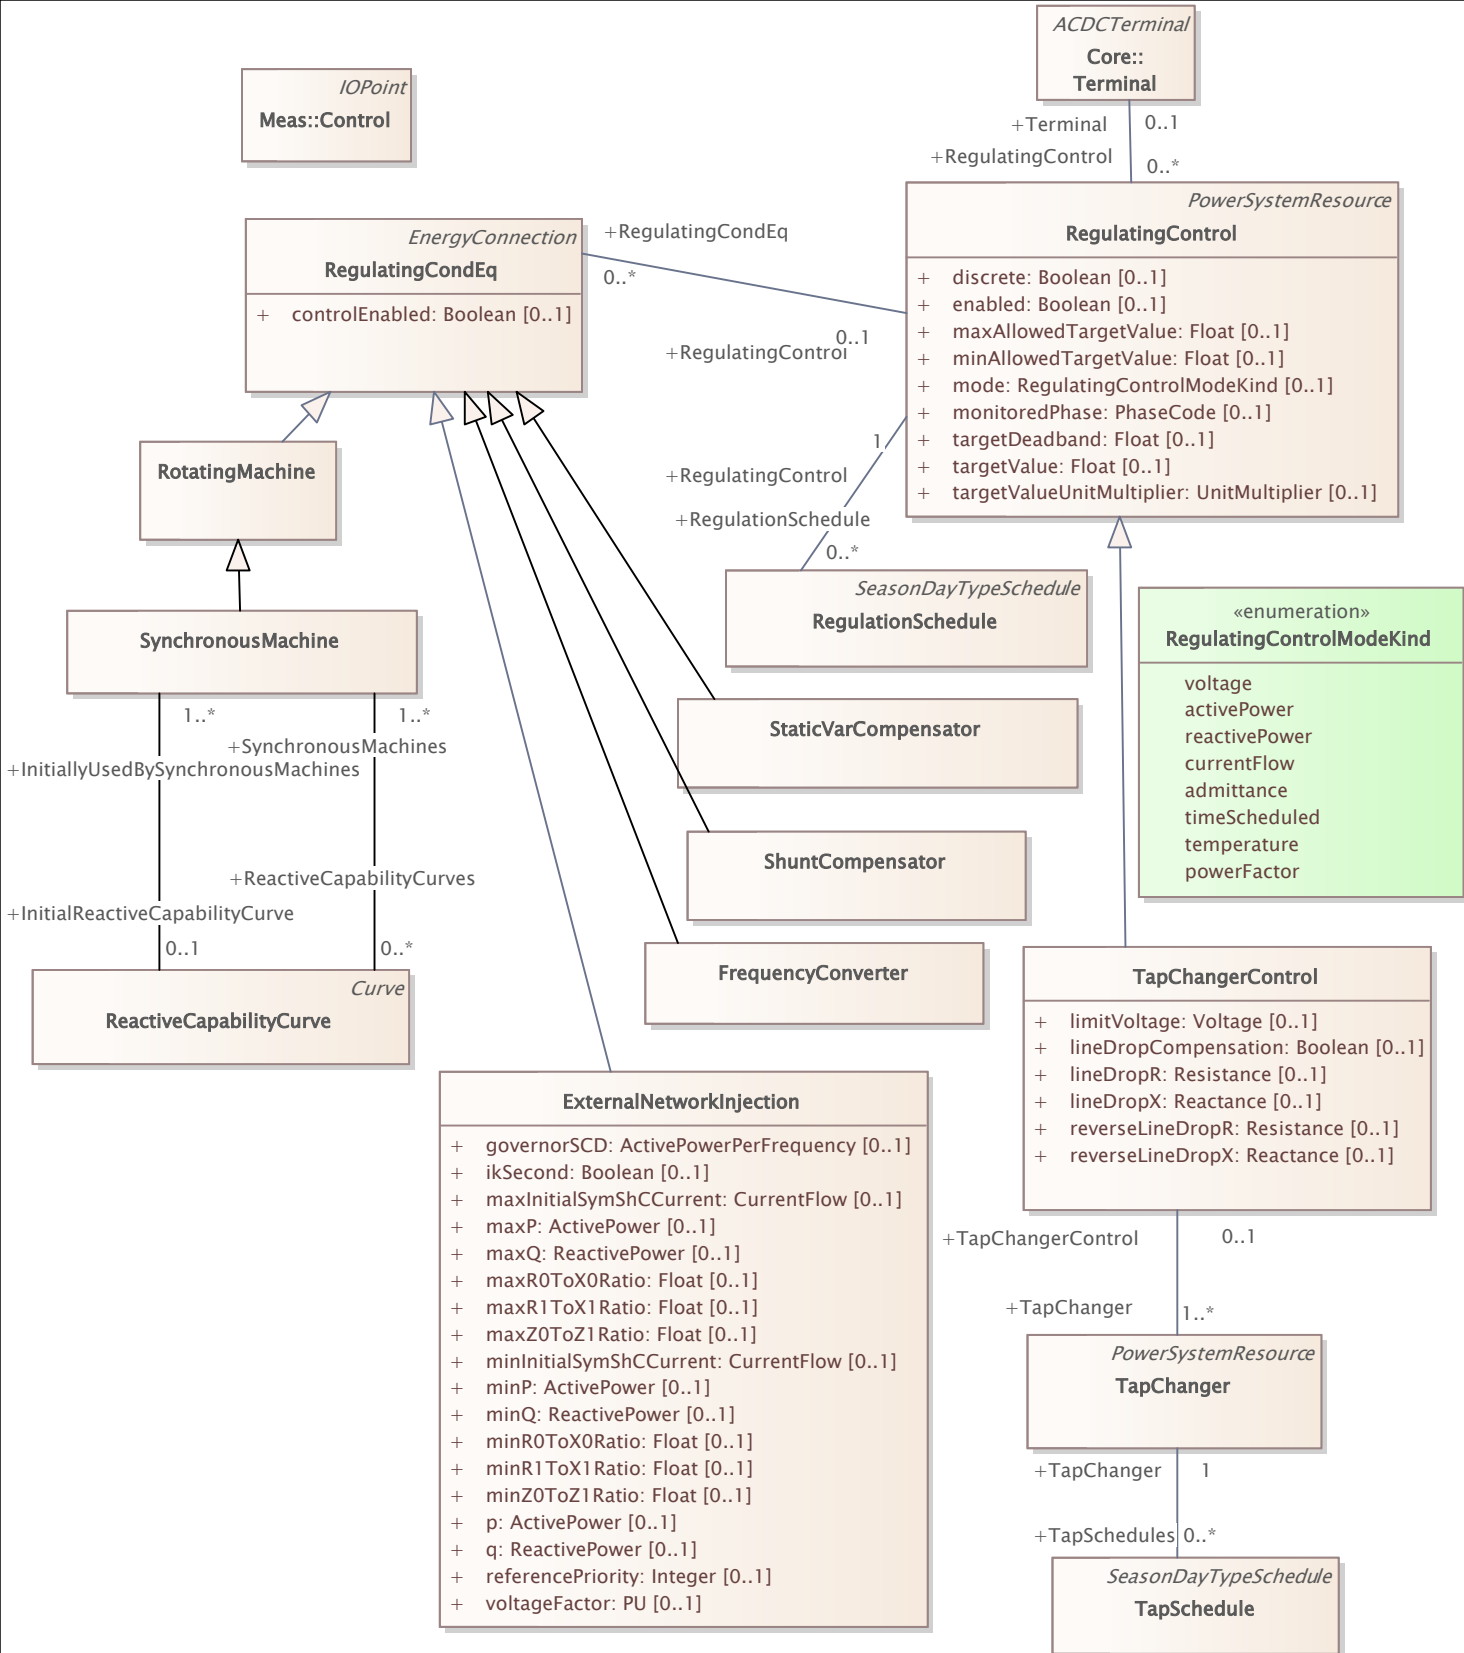 ACDCTerminal
Core::
Terminal
IOPoint
Meas::Control
+Terminal
0..1
+RegulatingControl
0..*
PowerSystemResource
RegulatingControl
+ discrete: Boolean [0..1]
+ enabled: Boolean [0..1]
+ maxAllowedTargetValue: Float [0..1]
+ minAllowedTargetValue: Float [0..1]
+ mode: RegulatingControlModeKind [0..1]
+ monitoredPhase: PhaseCode [0..1]
+ targetDeadband: Float [0..1]
+ targetValue: Float [0..1]
+ targetValueUnitMultiplier: UnitMultiplier [0..1]
EnergyConnection
RegulatingCondEq
+ controlEnabled: Boolean [0..1]
+RegulatingCondEq
0..*
0..1
+RegulatingControl
1
+RegulatingControl
+RegulationSchedule
0..*
SeasonDayTypeSchedule
RegulationSchedule
RotatingMachine
SynchronousMachine
1..*
1..*
+SynchronousMachines
+InitiallyUsedBySynchronousMachines
+ReactiveCapabilityCurves
+InitialReactiveCapabilityCurve
0..1
0..*
Curve
ReactiveCapabilityCurve
StaticVarCompensator
ShuntCompensator
FrequencyConverter
«enumeration»
RegulatingControlModeKind
voltage
activePower
reactivePower
currentFlow
admittance
timeScheduled
temperature
powerFactor
TapChangerControl
+ limitVoltage: Voltage [0..1]
+ lineDropCompensation: Boolean [0..1]
+ lineDropR: Resistance [0..1]
+ lineDropX: Reactance [0..1]
+ reverseLineDropR: Resistance [0..1]
+ reverseLineDropX: Reactance [0..1]
ExternalNetworkInjection
+ governorSCD: ActivePowerPerFrequency [0..1]
+ ikSecond: Boolean [0..1]
+ maxInitialSymShCCurrent: CurrentFlow [0..1]
+ maxP: ActivePower [0..1]
+ maxQ: ReactivePower [0..1]
+ maxR0ToX0Ratio: Float [0..1]
+ maxR1ToX1Ratio: Float [0..1]
+ maxZ0ToZ1Ratio: Float [0..1]
+ minInitialSymShCCurrent: CurrentFlow [0..1]
+ minP: ActivePower [0..1]
+ minQ: ReactivePower [0..1]
+ minR0ToX0Ratio: Float [0..1]
+ minR1ToX1Ratio: Float [0..1]
+ minZ0ToZ1Ratio: Float [0..1]
+ p: ActivePower [0..1]
+ q: ReactivePower [0..1]
+ referencePriority: Integer [0..1]
+ voltageFactor: PU [0..1]
+TapChangerControl
0..1
+TapChanger
1..*
PowerSystemResource
TapChanger
+TapChanger
1
+TapSchedules
0..*
SeasonDayTypeSchedule
TapSchedule